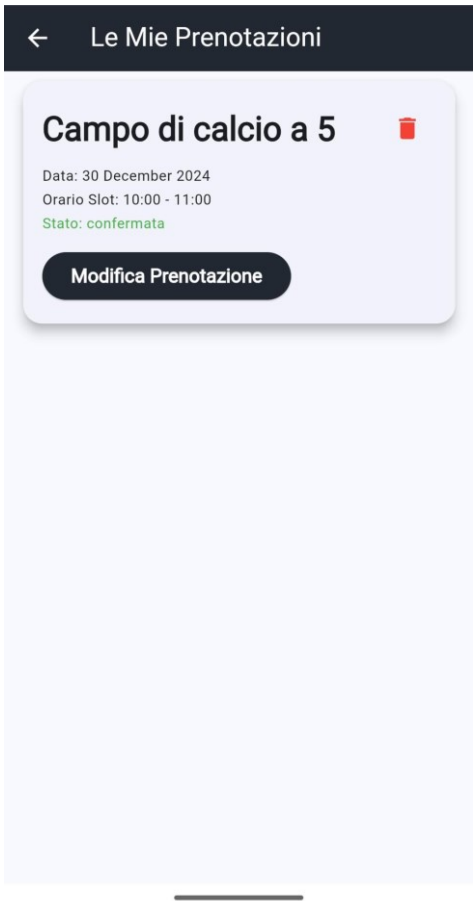 Le Mie Prenotazioni
Campo di calcio a 5
Data: 30 December 2024
Orario Slot: 10:00 - 11:00
Stato: confermata
Modifica Prenotazione